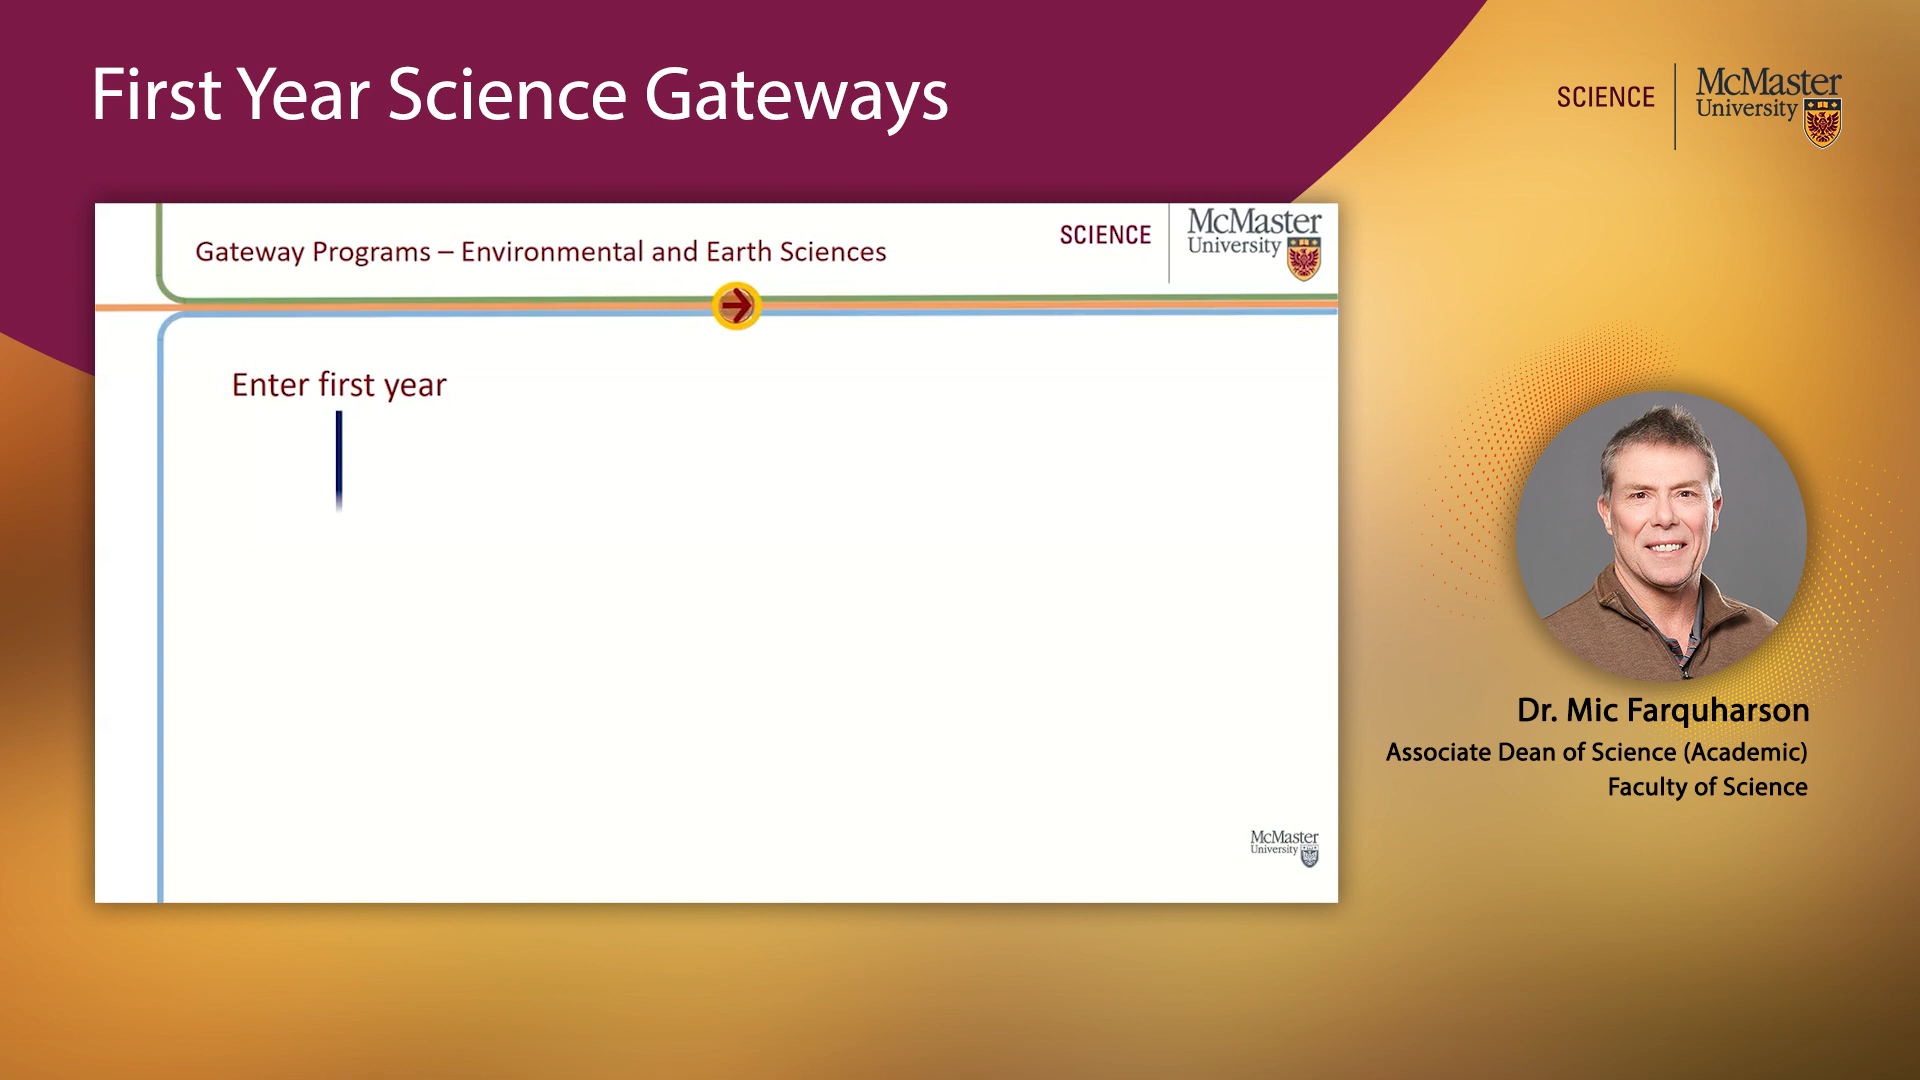 First Year Science Gateways
SCIENCE
McMaster
University
Gateway Programs – Environmental and Earth Sciences
SCIENCE
McMaster
University
Enter first year
McMaster
University
Dr. Mic Farquharson
Associate Dean of Science (Academic)
Faculty of Science